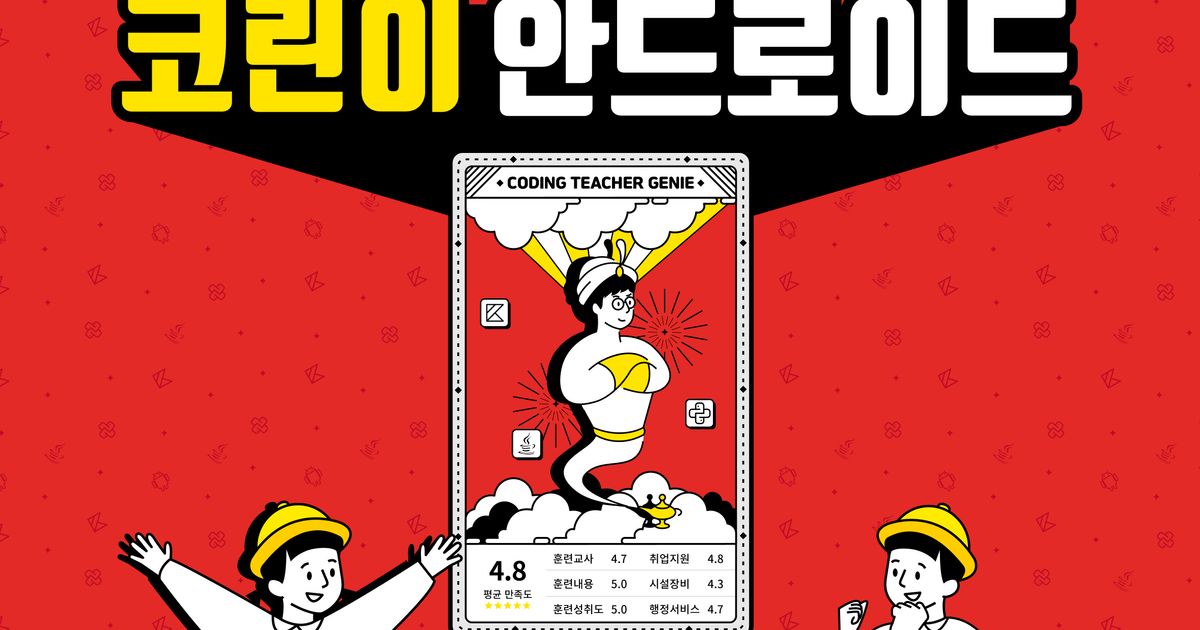 코린이 안드로이드
CODING TEACHER GENIE
4.8
평균 만족도
훈련교사 4.7 취업지원 4.8
훈련내용 5.0 시설장비 4.3
훈련성취도 5.0 행정서비스 4.7